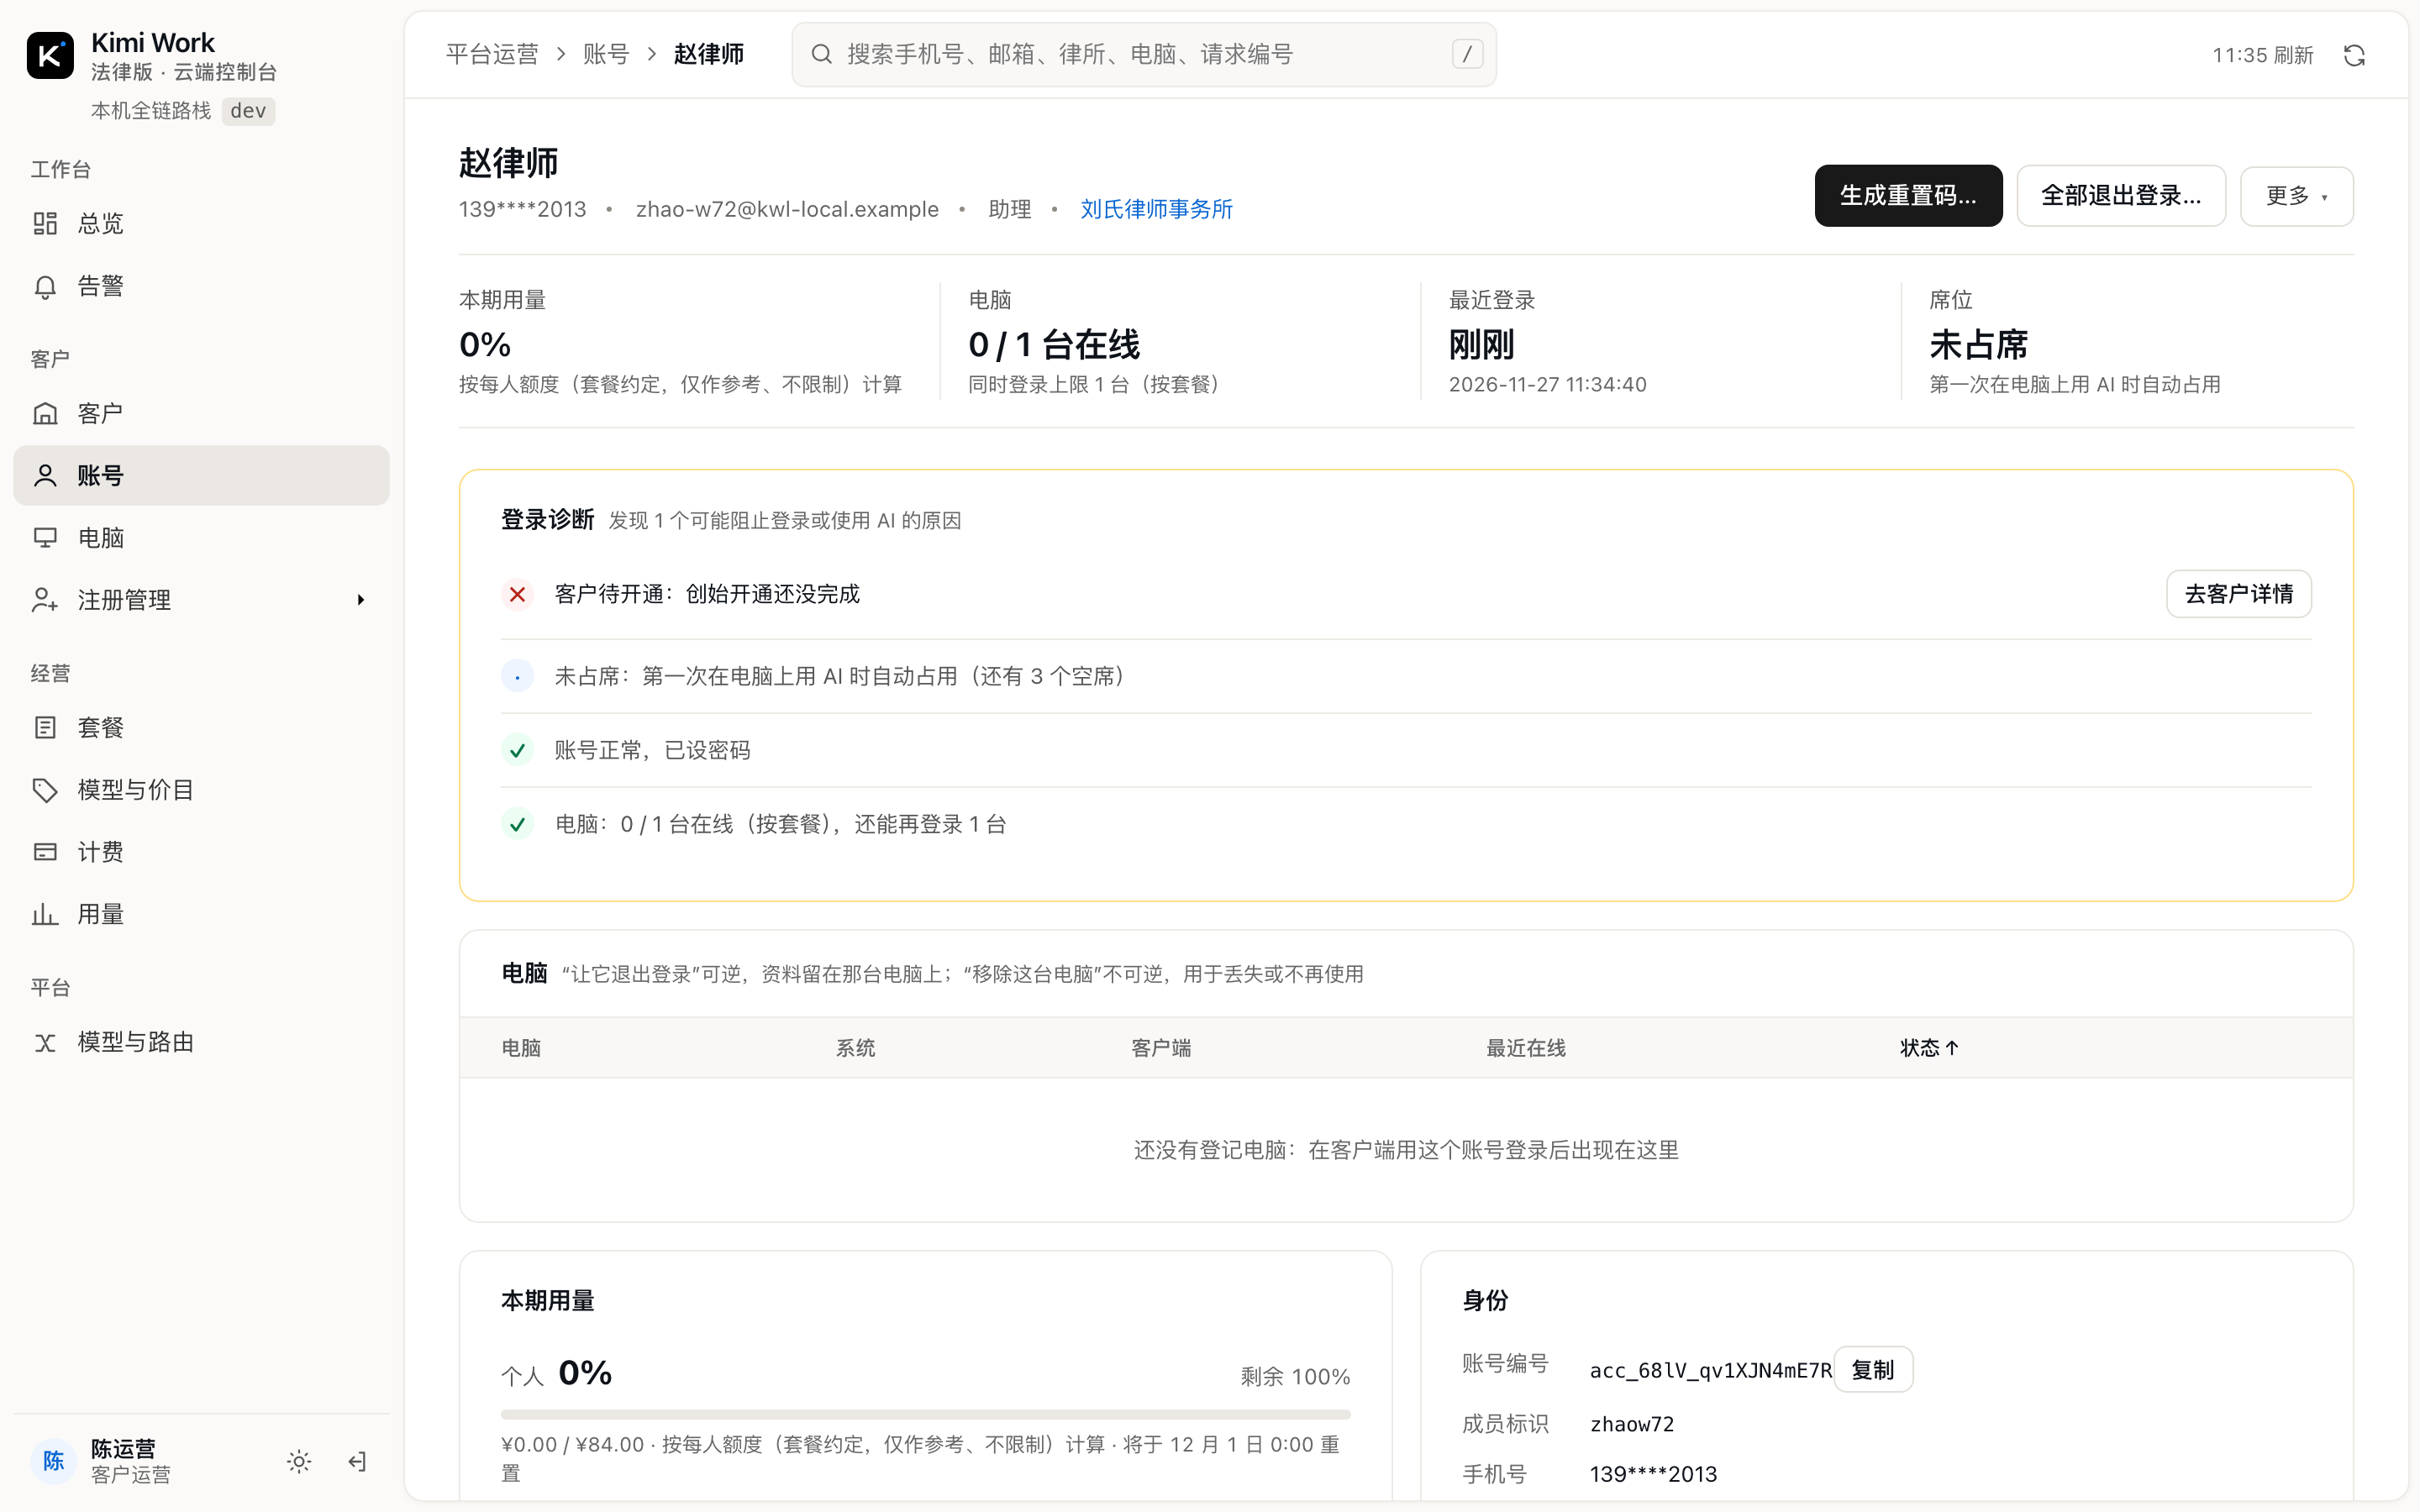 Kimi Work
法律版 · 云端控制台
本机全链路栈 dev
工作台
总览
告警
客户
客户
账号
电脑
注册管理
经营
套餐
模型与价目
计费
用量
平台
模型与路由
陈 陈运营
客户运营
平台运营 > 账号 > 赵律师
搜索手机号、邮箱、律所、电脑、请求编号 /
11:35 刷新
赵律师
139****2013 • zhao-w72@kwl-local.example • 助理 • 刘氏律师事务所
生成重置码... 全部退出登录... 更多
本期用量
0%
按每人额度（套餐约定，仅作参考、不限制）计算
电脑
0 / 1 台在线
同时登录上限 1 台（按套餐）
最近登录
刚刚
2026-11-27 11:34:40
席位
未占席
第一次在电脑上用 AI 时自动占用
登录诊断 发现 1 个可能阻止登录或使用 AI 的原因
客户待开通：创始开通还没完成 去客户详情
未占席：第一次在电脑上用 AI 时自动占用（还有 3 个空席）
账号正常，已设密码
电脑：0 / 1 台在线（按套餐），还能再登录 1 台
电脑 “让它退出登录”可逆，资料留在那台电脑上；“移除这台电脑”不可逆，用于丢失或不再使用
电脑 系统 客户端 最近在线 状态 ↑
还没有登记电脑：在客户端用这个账号登录后出现在这里
本期用量
个人 0% 剩余 100%
¥0.00 / ¥84.00 · 按每人额度（套餐约定，仅作参考、不限制）计算 · 将于 12 月 1 日 0:00 重
置
身份
账号编号 acc_68lV_qv1XJN4mE7R 复制
成员标识 zhaow72
手机号 139****2013